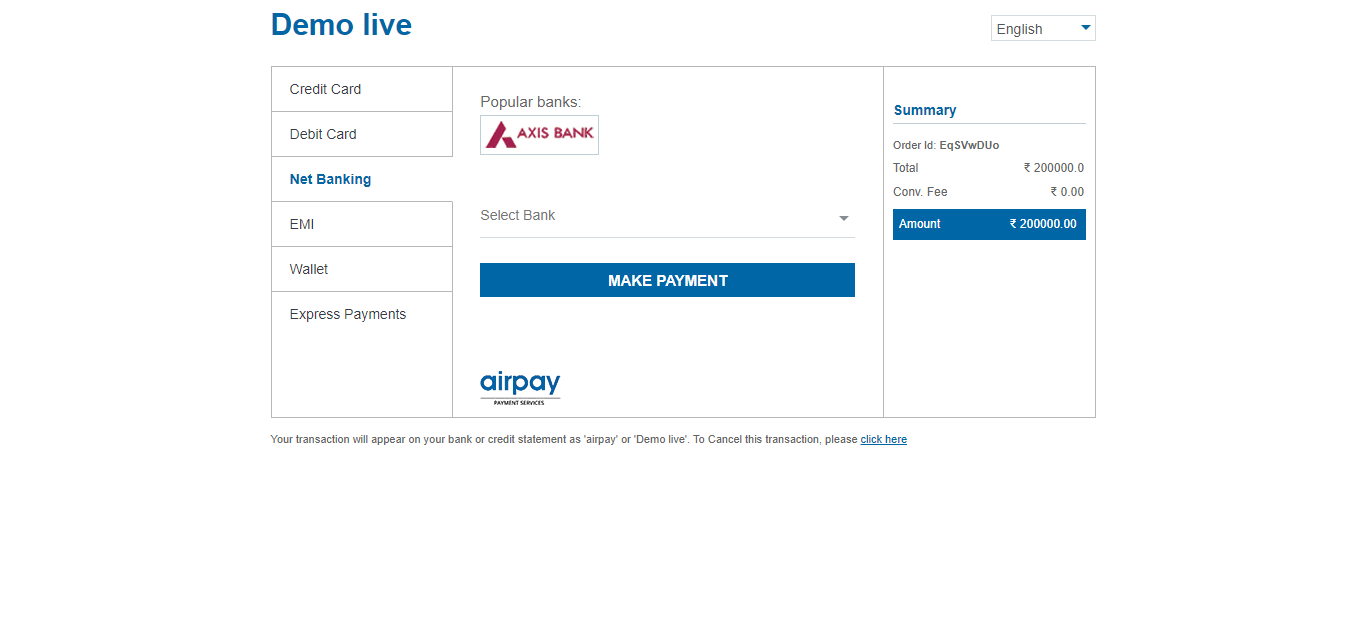 Demo live
English
Credit Card
Debit Card
Net Banking
EMI
Wallet
Express Payments
Popular banks:
AXIS BANK
Select Bank
MAKE PAYMENT
airpay
PAYMENT SERVICES
Summary
Order Id: EqSVwDUo
Total ₹ 200000.0
Conv. Fee ₹ 0.00
Amount ₹ 200000.00
Your transaction will appear on your bank or credit statement as 'airpay' or 'Demo live'. To Cancel this transaction, please click here